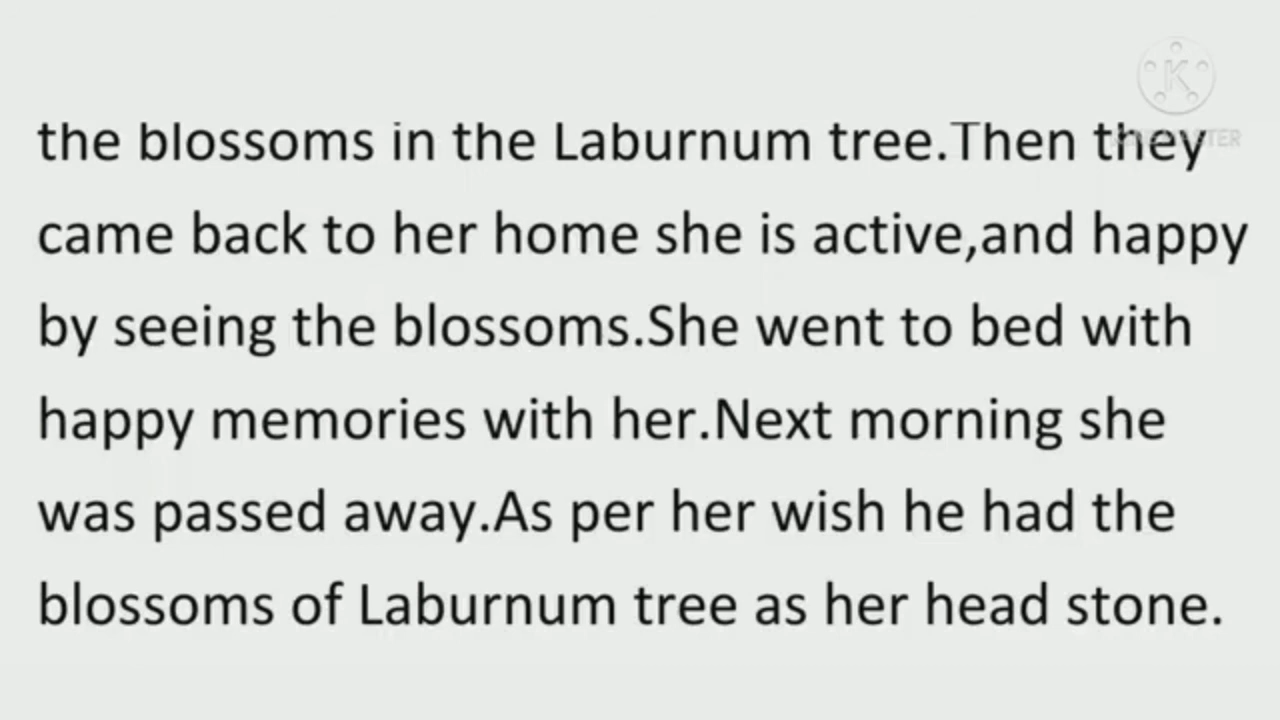 the blossoms in the Laburnum tree.Then they
came back to her home she is active,and happy
by seeing the blossoms.She went to bed with
happy memories with her.Next morning she
was passed away.As per her wish he had the
blossoms of Laburnum tree as her head stone.
K
KINEMASTER